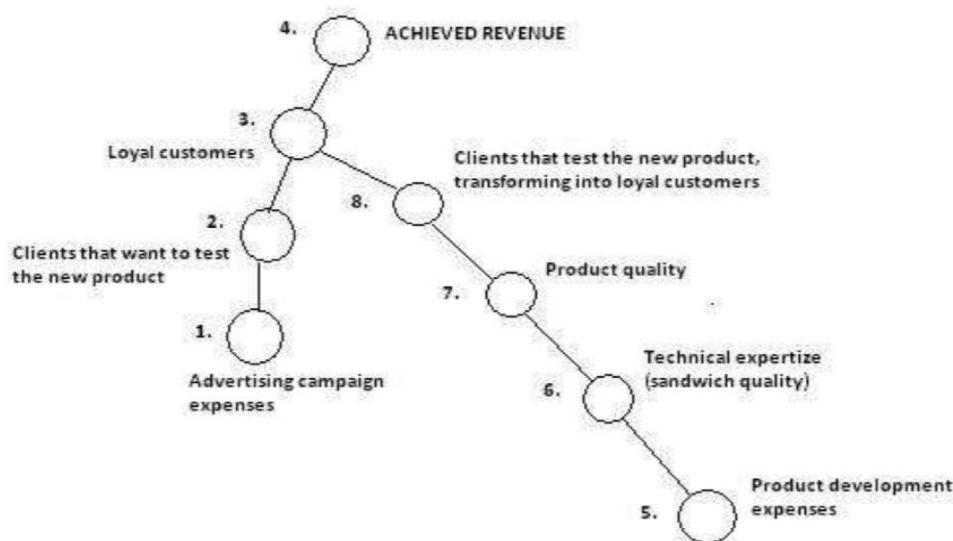 4. ACHIEVED REVENUE
3.
Loyal customers
Clients that test the new product,
transforming into loyal customers
8.
2.
Clients that want to test
the new product
Product quality
7.
1.
Advertising campaign
expenses
Technical expertize
(sandwich quality)
6.
Product development
expenses
5.